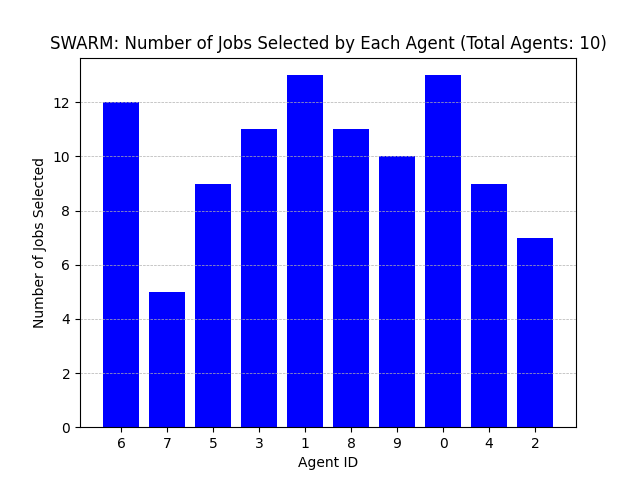 SWARM: Number of Jobs Selected by Each Agent (Total Agents: 10)
12
10
8
6
4
2
0
Number of Jobs Selected
6 7 5 3 1 8 9 0 4 2
Agent ID